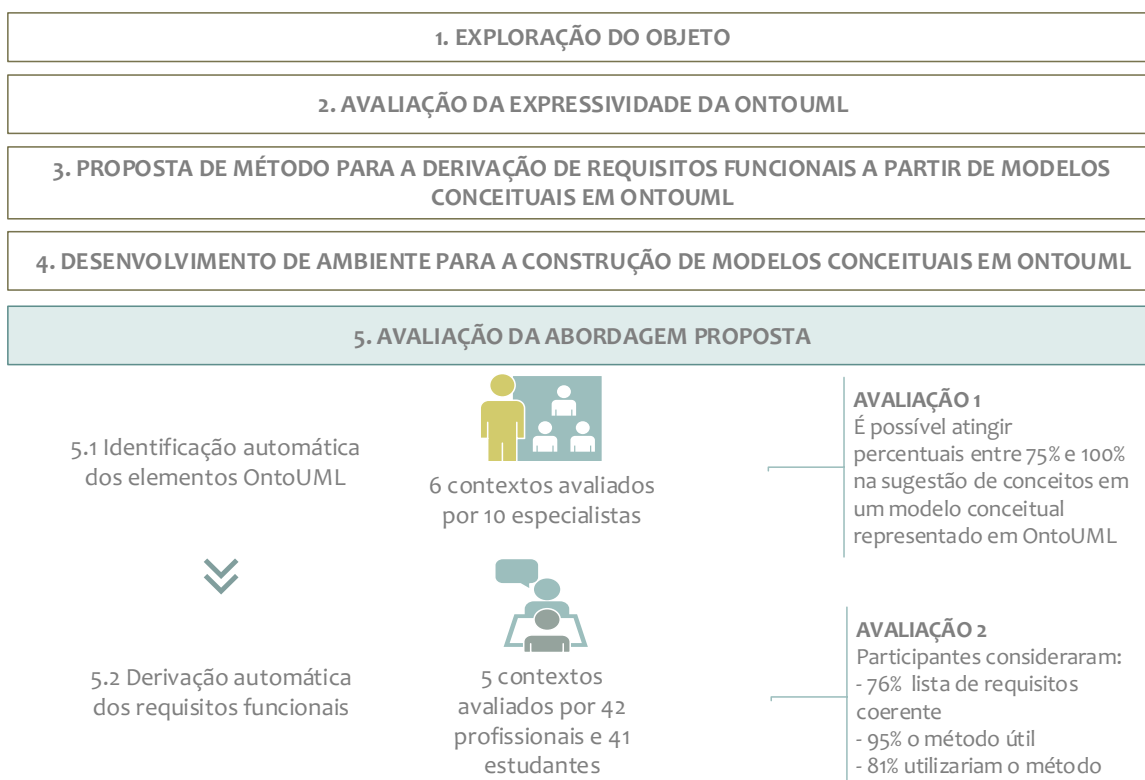 1. EXPLORAÇÃO DO OBJETO
2. AVALIAÇÃO DA EXPRESSIVIDADE DA ONTOUML
3. PROPOSTA DE MÉTODO PARA A DERIVAÇÃO DE REQUISITOS FUNCIONAIS A PARTIR DE MODELOS
CONCEITUAIS EM ONTOUML
4. DESENVOLVIMENTO DE AMBIENTE PARA A CONSTRUÇÃO DE MODELOS CONCEITUAIS EM ONTOUML
5. AVALIAÇÃO DA ABORDAGEM PROPOSTA
5.1 Identificação automática
dos elementos OntoUML
6 contextos avaliados
por 10 especialistas
AVALIAÇÃO 1
É possível atingir
percentuais entre 75% e 100%
na sugestão de conceitos em
um modelo conceitual
representado em OntoUML
5.2 Derivação automática
dos requisitos funcionais
5 contextos
avaliados por 42
profissionais e 41
estudantes
AVALIAÇÃO 2
Participantes consideraram:
- 76% lista de requisitos
coerente
- 95% o método útil
- 81% utilizariam o método